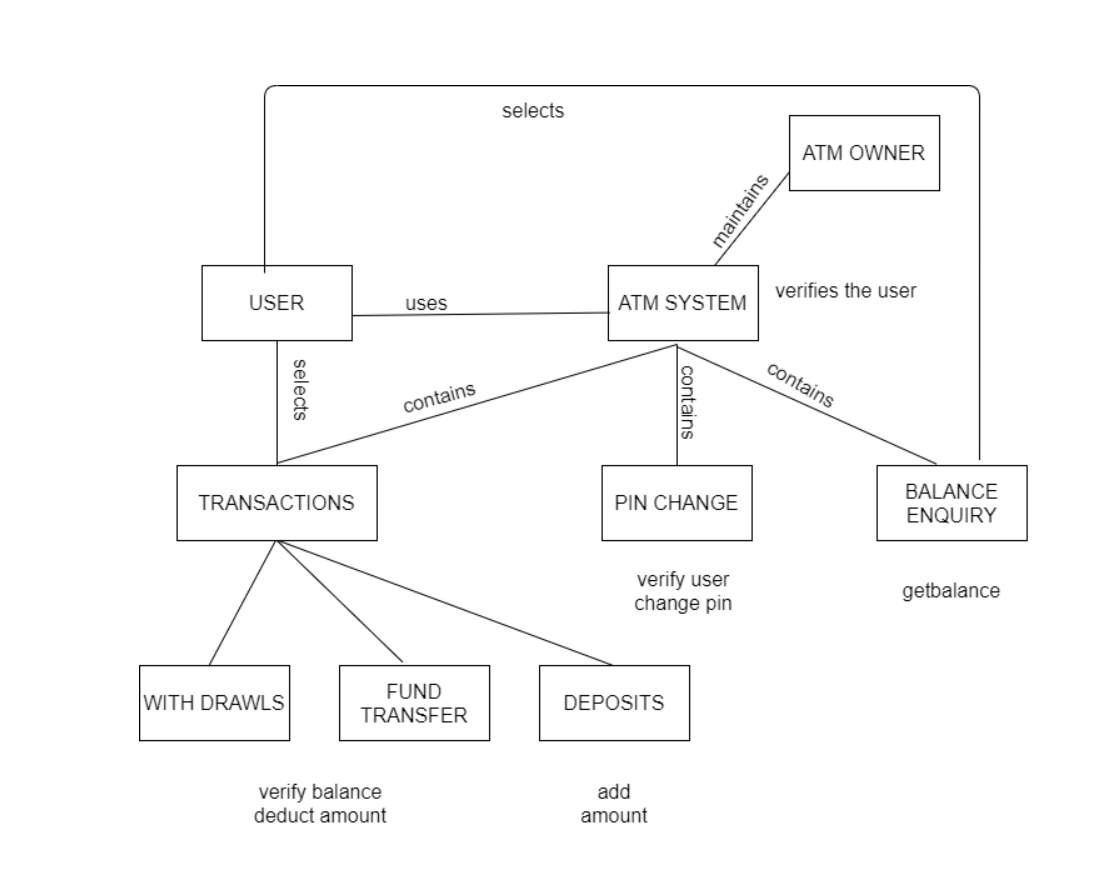 selects
ATM OWNER
maintains
USER
uses
ATM SYSTEM
verifies the user
selects
contains
contains
contains
TRANSACTIONS
PIN CHANGE
BALANCE
ENQUIRY
verify user
change pin
getbalance
WITH DRAWLS
FUND
TRANSFER
DEPOSITS
verify balance
deduct amount
add
amount